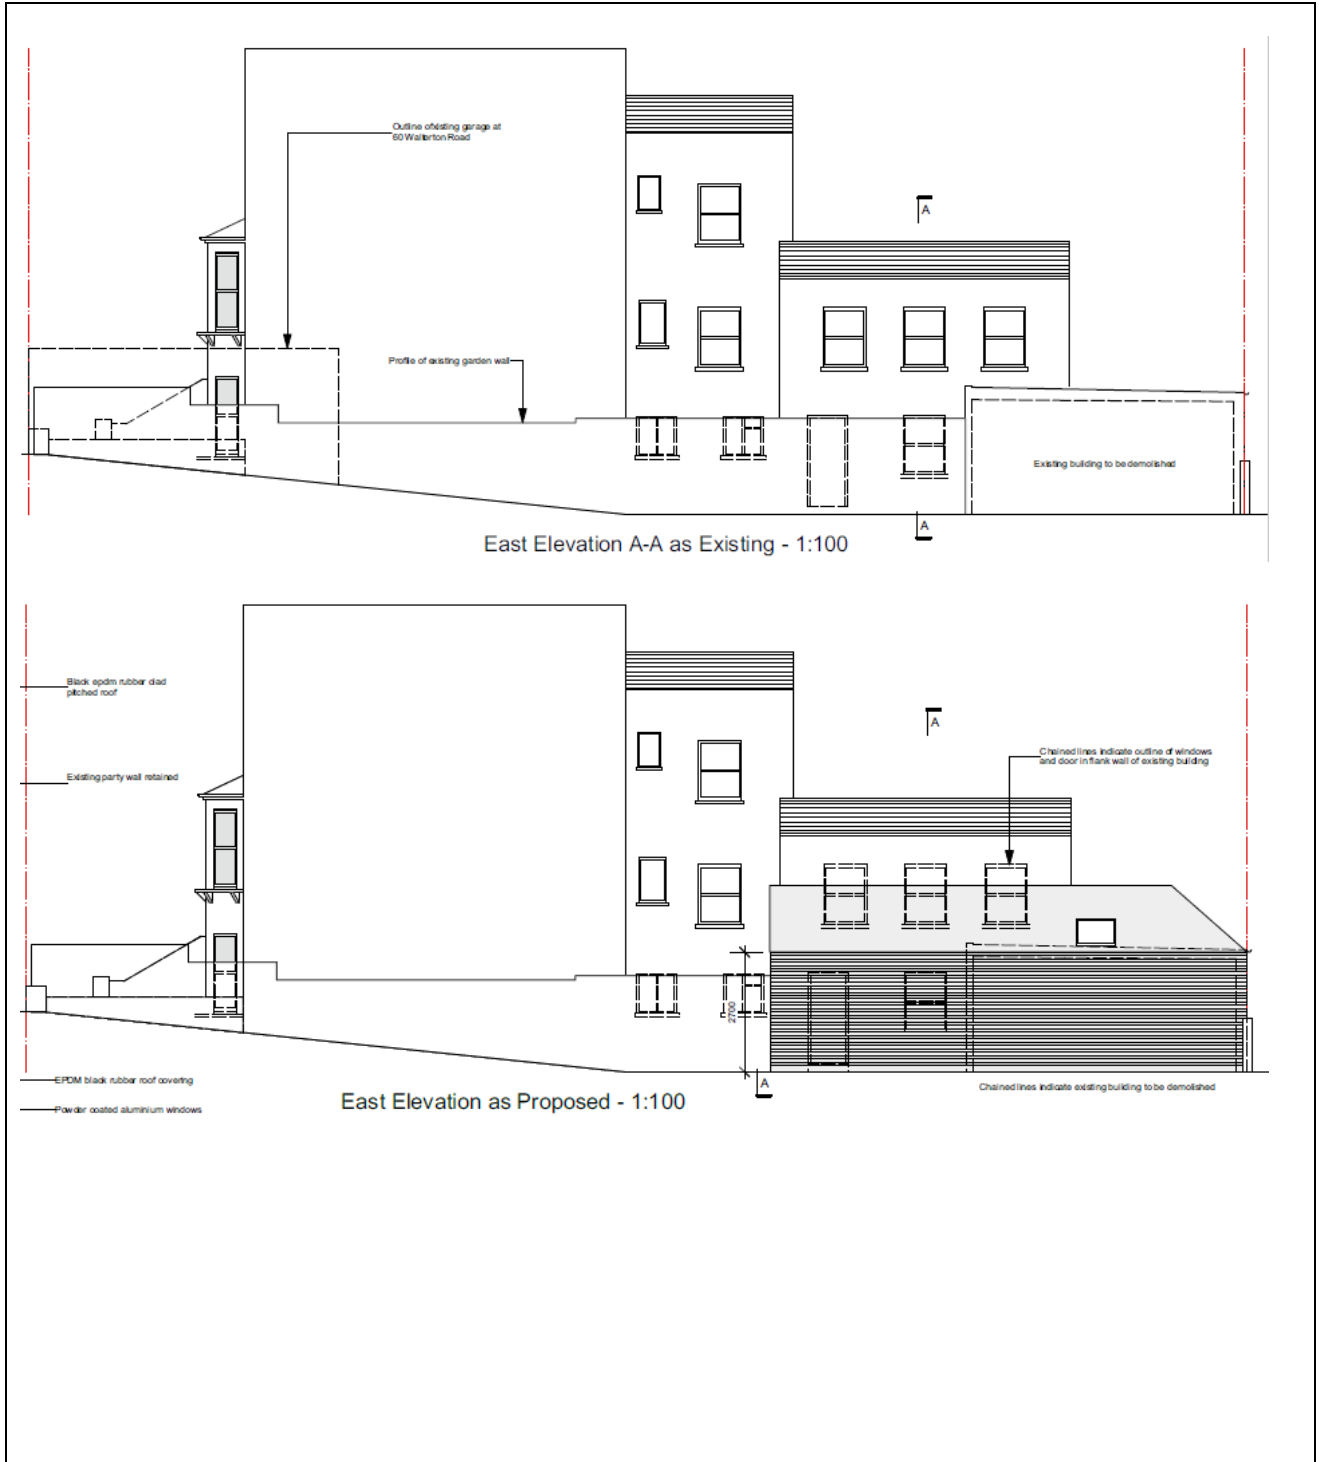 Outline ofexisting garage at
60 Walterton Road
A
Profile of existing garden wall
Existing building to be demolished
A
East Elevation A-A as Existing - 1:100
Black epdm rubber clad
pitched roof
A
Chained lines indicate outline of windows
and door in flank wall of existing building
Existing party wall retained
2700
EPDM black rubber roof covering
A
Chained lines indicate existing building to be demolished
East Elevation as Proposed - 1:100
Powder coated aluminium windows